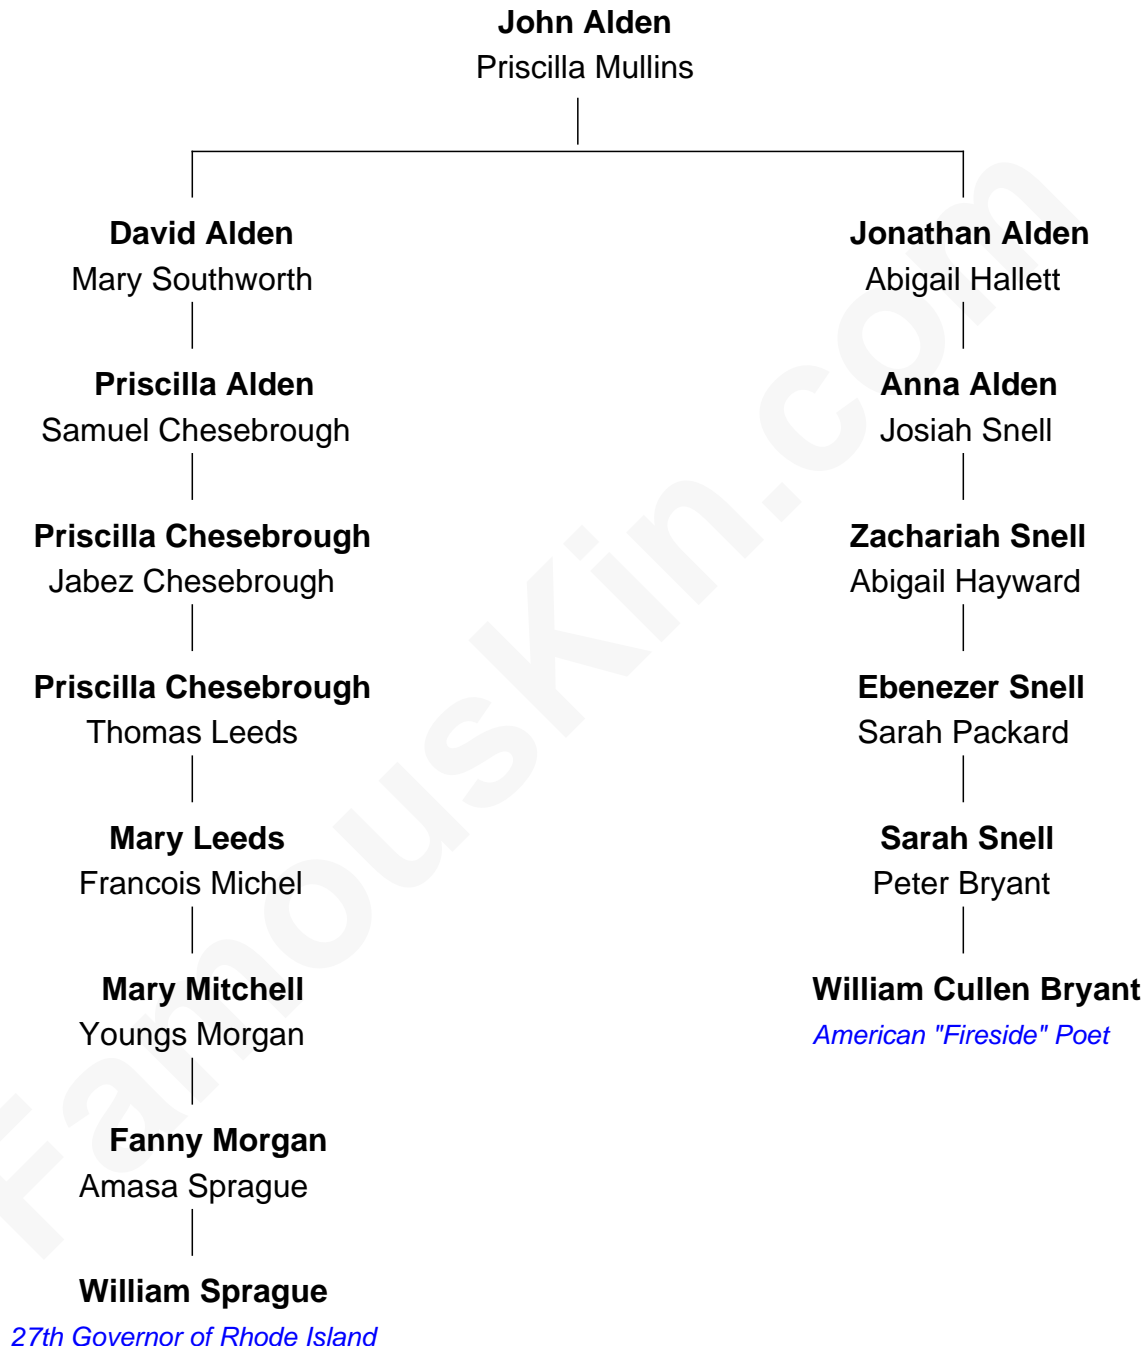 John Alden
Priscilla Mullins
David Alden
Mary Southworth
Jonathan Alden
Abigail Hallett
Priscilla Alden
Samuel Chesebrough
Anna Alden
Josiah Snell
Priscilla Chesebrough
Jabez Chesebrough
Zachariah Snell
Abigail Hayward
Priscilla Chesebrough
Thomas Leeds
Ebenezer Snell
Sarah Packard
Mary Leeds
Francois Michel
Sarah Snell
Peter Bryant
Mary Mitchell
Youngs Morgan
William Cullen Bryant
American "Fireside" Poet
Fanny Morgan
Amasa Sprague
William Sprague
27th Governor of Rhode Island
FamousKin.com